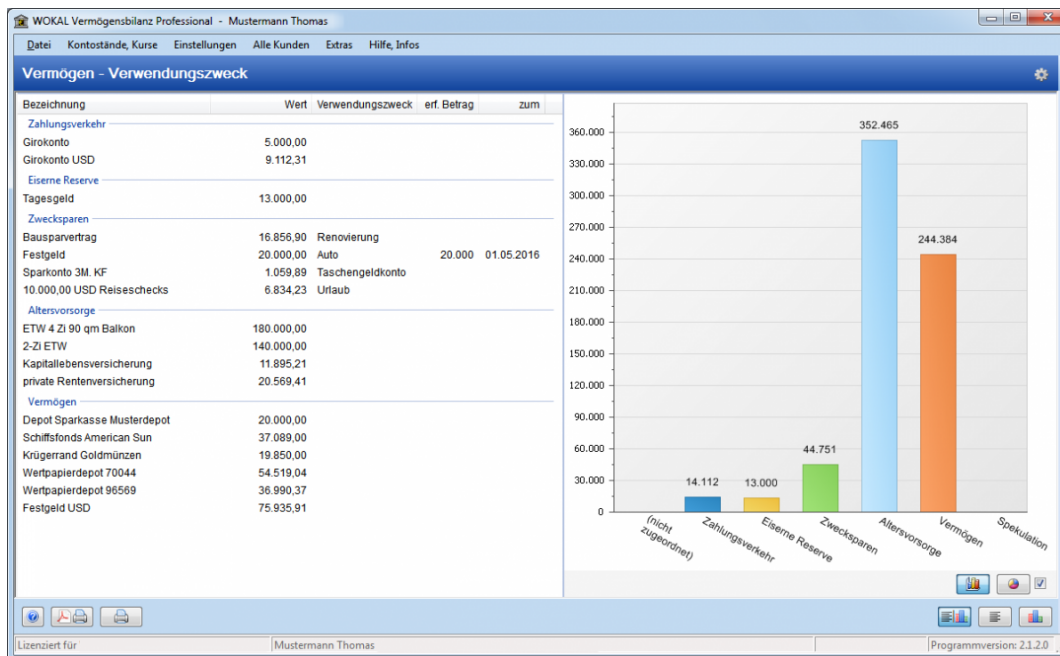 WOKAL Vermögensbilanz Professional - Mustermann Thomas
Datei Kontostände, Kurse Einstellungen Alle Kunden Extras Hilfe, Infos
Vermögen - Verwendungszweck
Bezeichnung Wert Verwendungszweck erf. Betrag zum
Zahlungsverkehr
Girokonto 5.000,00
Girokonto USD 9.112,31
Eiserne Reserve
Tagesgeld 13.000,00
Zwecksparen
Bausparvertrag 16.856,90 Renovierung
Festgeld 20.000,00 Auto 20.000 01.05.2016
Sparkonto 3M. KF 1.059,89 Taschengeldkonto
10.000,00 USD Reiseschecks 6.834,23 Urlaub
Altersvorsorge
ETW 4 Zi 90 qm Balkon 180.000,00
2-Zi ETW 140.000,00
Kapitallebensversicherung 11.895,21
private Rentenversicherung 20.569,41
Vermögen
Depot Sparkasse Musterdepot 20.000,00
Schiffsfonds American Sun 37.089,00
Krügerrand Goldmünzen 19.850,00
Wertpapierdepot 70044 54.519,04
Wertpapierdepot 96569 36.990,37
Festgeld USD 75.935,91
360.000
330.000
300.000
270.000
240.000
210.000
180.000
150.000
120.000
90.000
60.000
30.000
0
14.112
13.000
44.751
352.465
244.384
(nicht zugeordnet)
Zahlungsverkehr
Eiserne Reserve
Zwecksparen
Altersvorsorge
Vermögen
Spekulation
Lizenziert für Mustermann Thomas Programmversion: 2.1.2.0